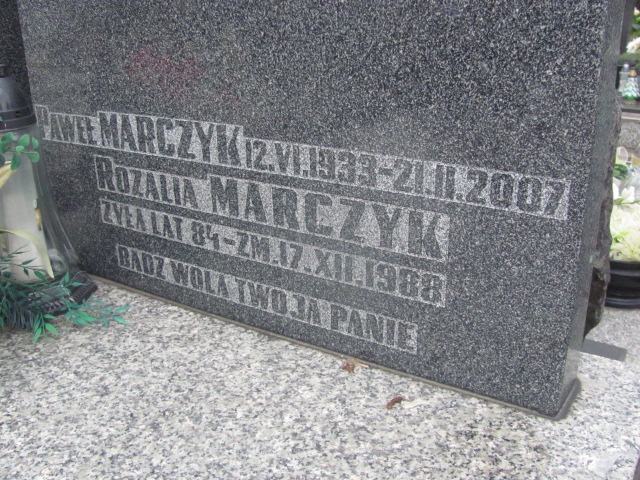 PAWEŁ MARCZYK 12.VI.1933-21.II.2007
ROZALIA MARCZYK
ŻYŁA LAT 84-ZM.17.XII.1988
BĄDŹ WOLA TWOJA PANIE